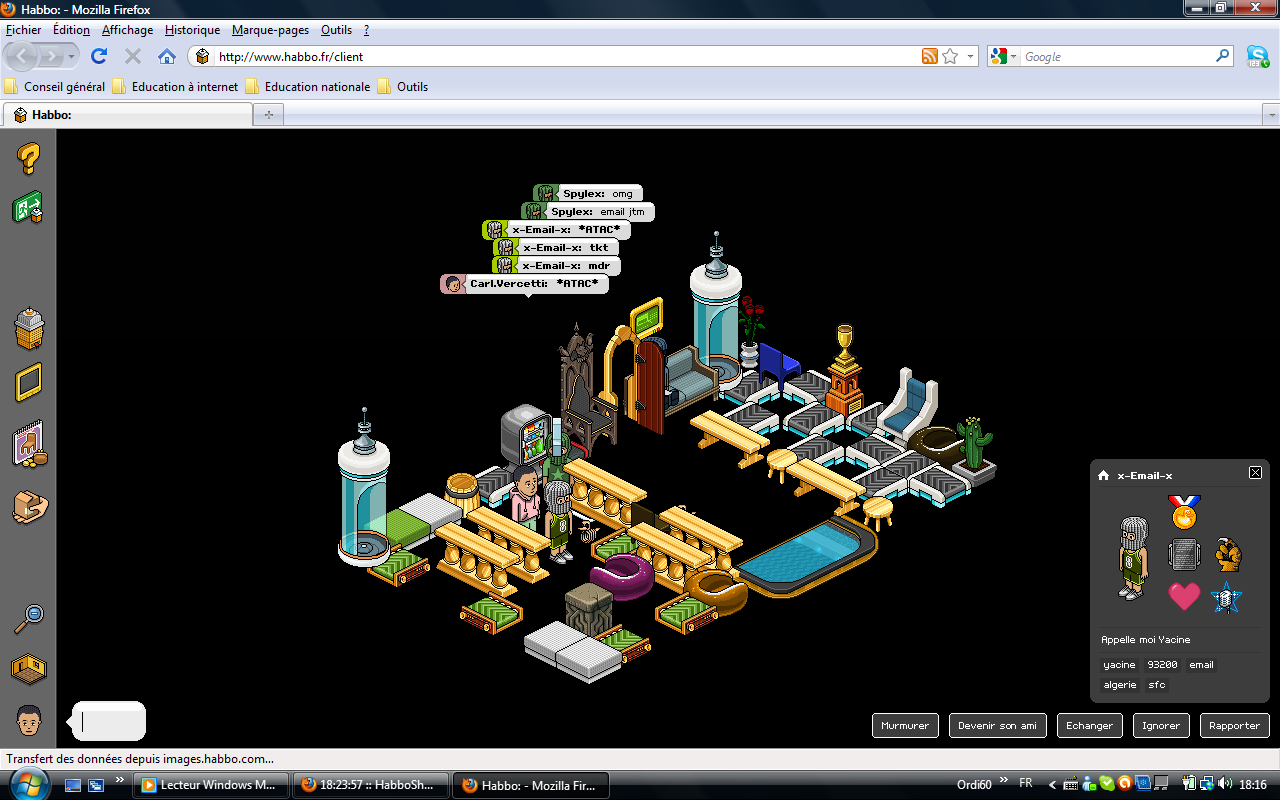 Habbo: - Mozilla Firefox
Fichier Édition Affichage Historique Marque-pages Outils ?
http://www.habbo.fr/client
Google
Conseil général Education à internet Education nationale Outils
Habbo:
Spylex: omg
Spylex: email jtm
x-Email-x: *ATAC*
x-Email-x: tkt
x-Email-x: mdr
Carl.Vercetti: *ATAC*
x-Email-x
Appelle moi Yacine
yacine 93200 email
algerie sfc
Murmurer Devenir son ami Echanger Ignorer Rapporter
Transfert des données depuis images.habbo.com...
Lecteur Windows M... 18:23:57 :: HabboSh... Habbo: - Mozilla Fir... Ordi60 FR 18:16